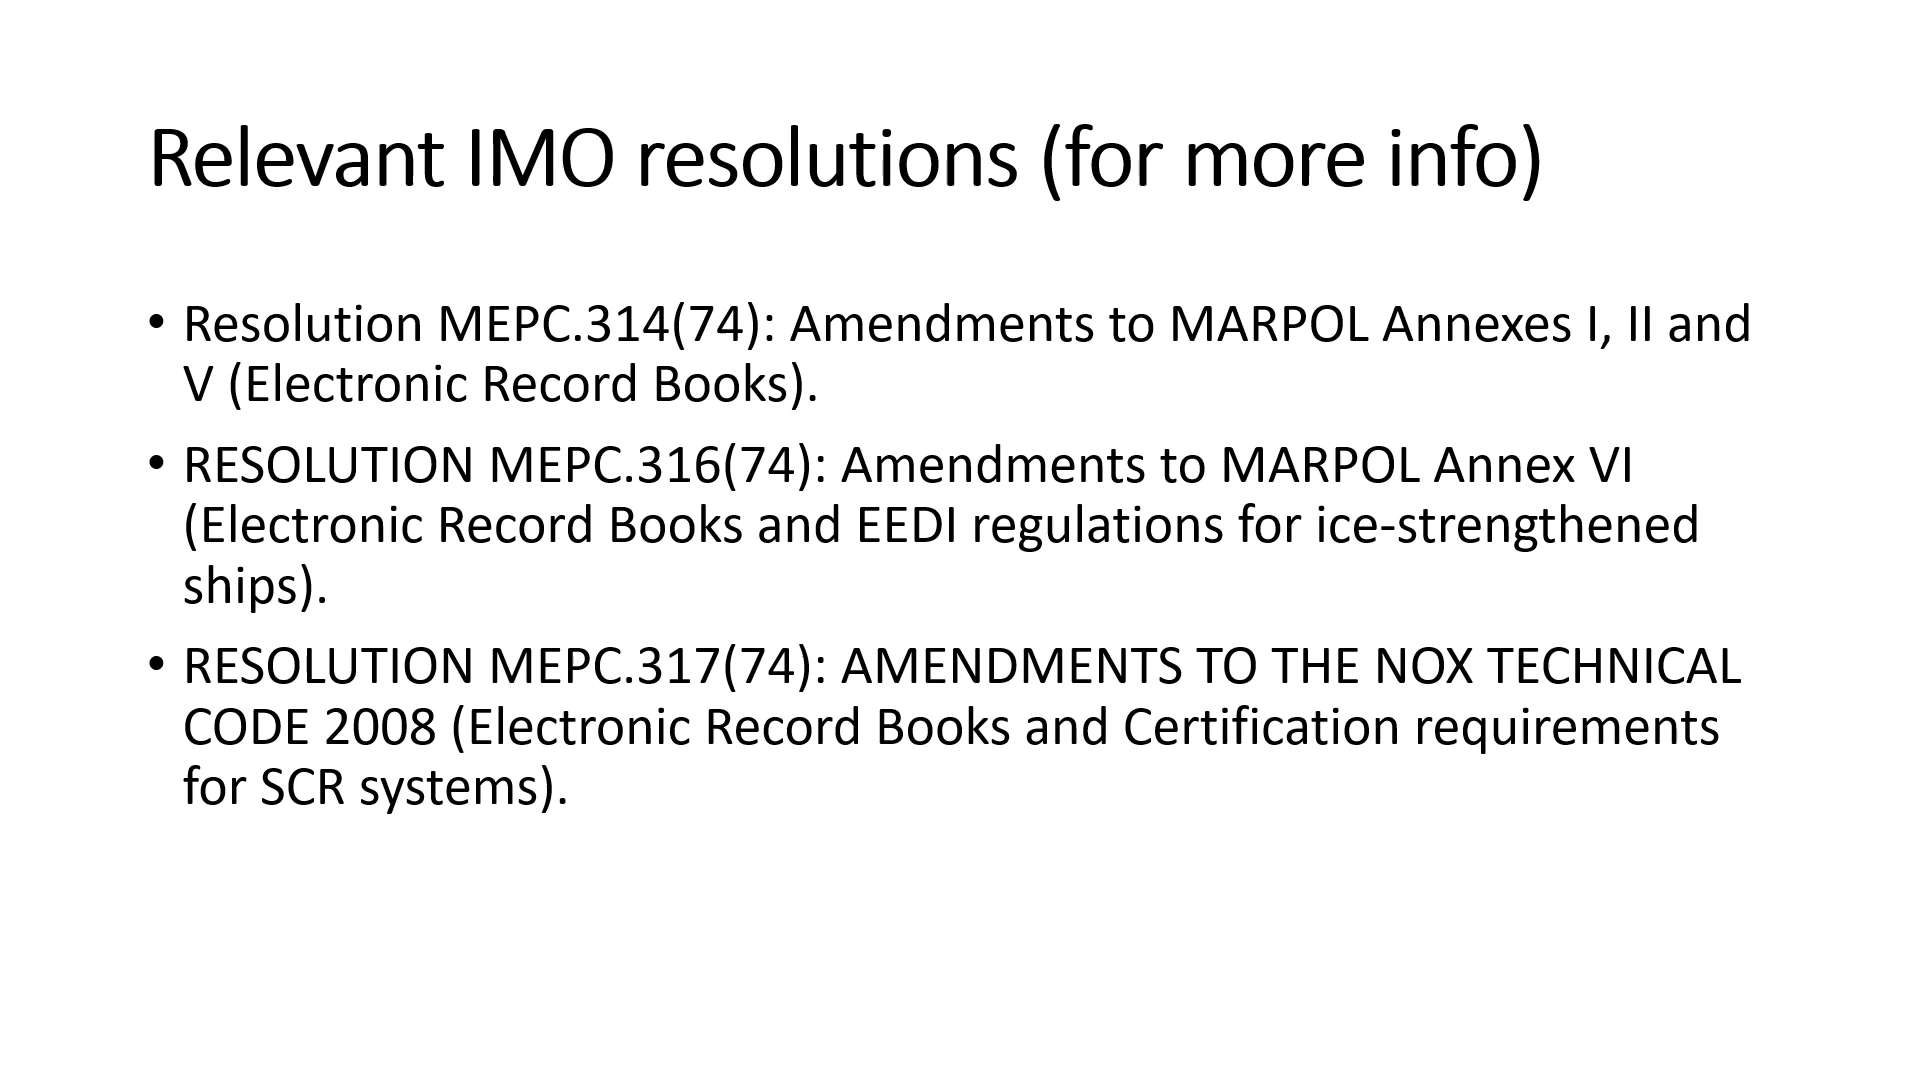 Relevant IMO resolutions (for more info)
• Resolution MEPC.314(74): Amendments to MARPOL Annexes I, II and
V (Electronic Record Books).
• RESOLUTION MEPC.316(74): Amendments to MARPOL Annex VI
(Electronic Record Books and EEDI regulations for ice-strengthened
ships).
• RESOLUTION MEPC.317(74): AMENDMENTS TO THE NOX TECHNICAL
CODE 2008 (Electronic Record Books and Certification requirements
for SCR systems).